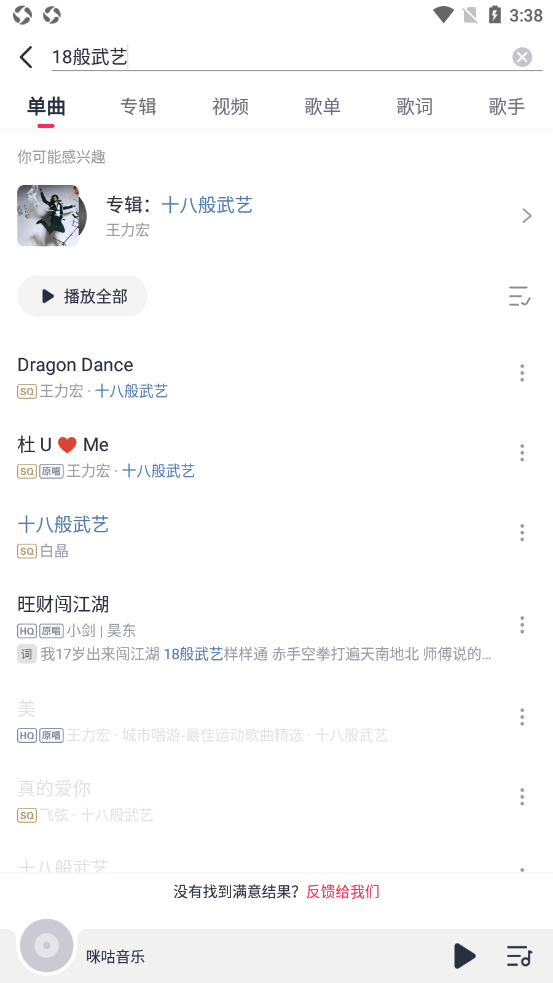 3:38
18般武艺
单曲 专辑 视频 歌单 歌词 歌手
你可能感兴趣
专辑：十八般武艺
王力宏
播放全部
Dragon Dance
SQ 王力宏 · 十八般武艺
杜 U ❤️ Me
SQ 原唱 王力宏 · 十八般武艺
十八般武艺
SQ 白晶
旺财闯江湖
HQ 原唱 小剑 | 昊东
词 我17岁出来闯江湖 18般武艺样样通 赤手空拳打遍天南地北 师傅说的...
美
HQ 原唱 王力宏 · 城市唱游-最佳运动歌曲精选 · 十八般武艺
真的爱你
SQ 飞弦 · 十八般武艺
十八般武艺
没有找到满意结果？反馈给我们
咪咕音乐